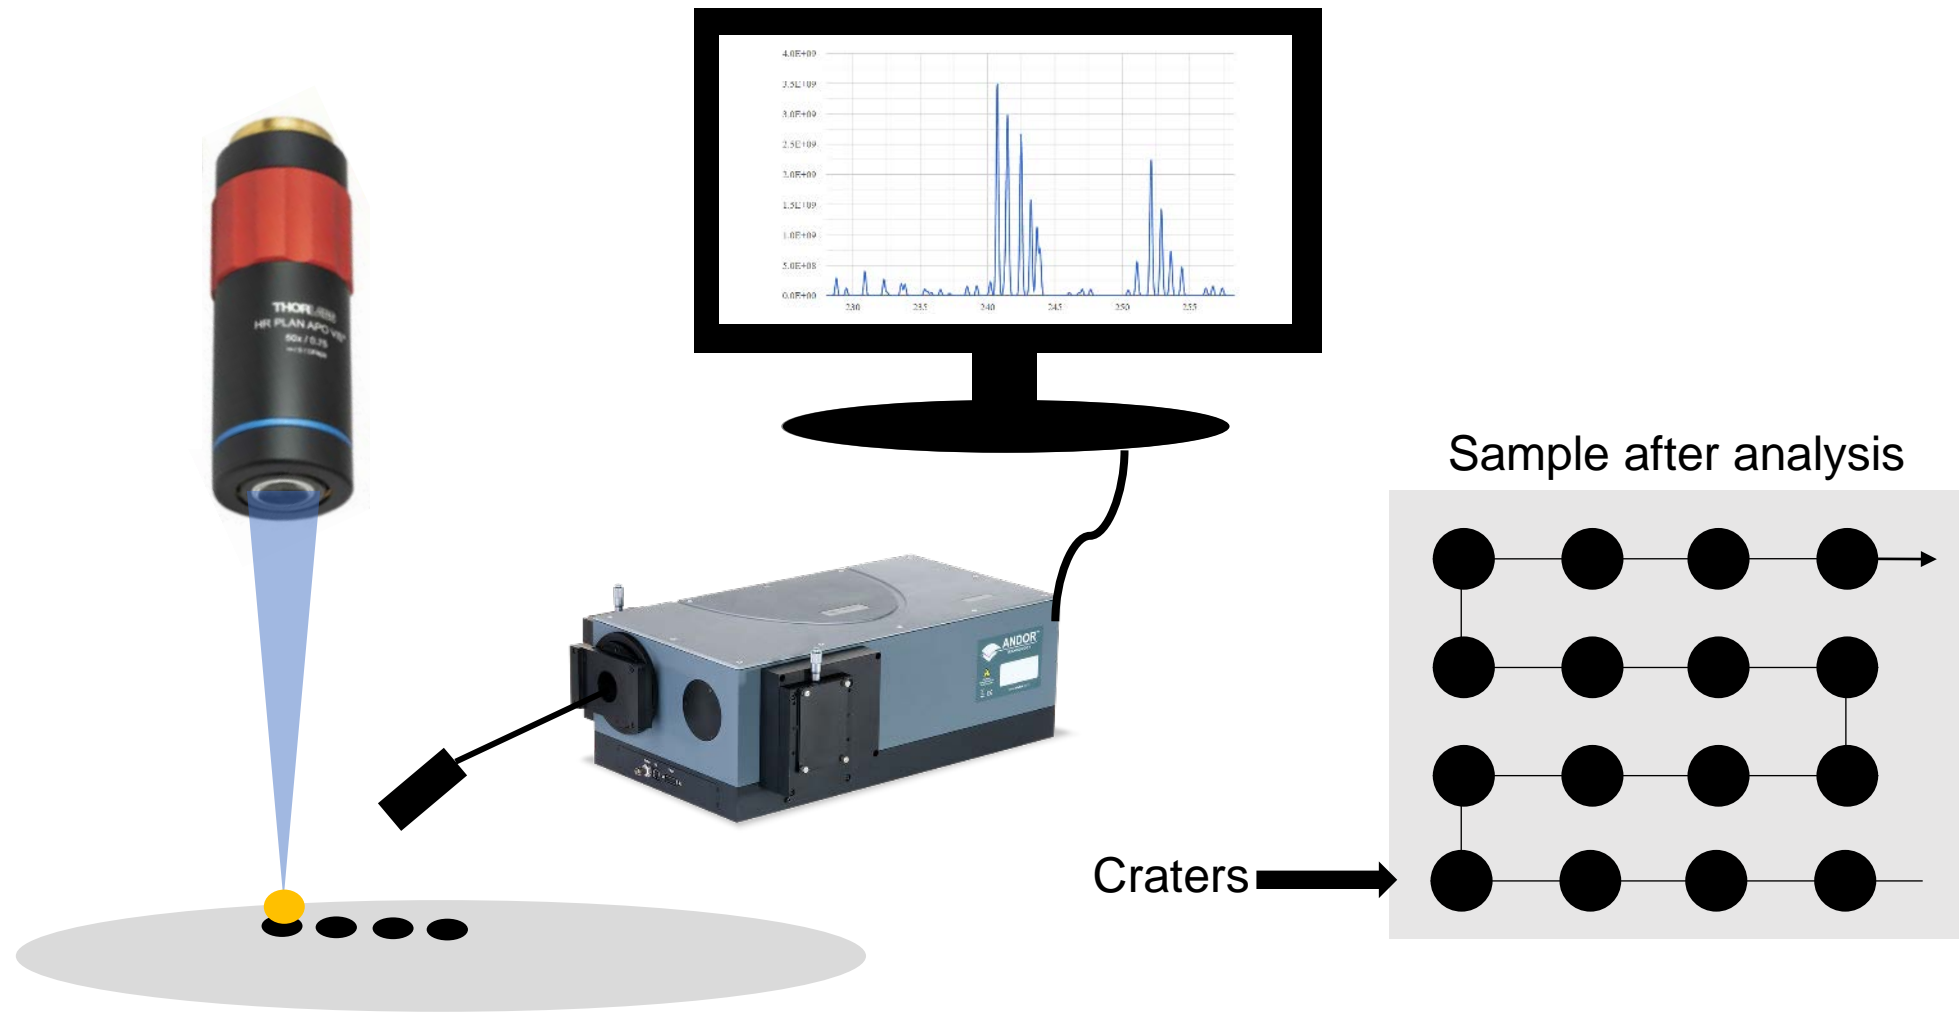 4.0E+09
3.5E+09
3.0E+09
2.5E+09
2.0E+09
1.5E+09
1.0E+09
5.0E+08
0.0E+00
230 235 240 245 250 255
THORLABS
HR PLAN APO VIS
50x / 0.75
Sample after analysis
ANDOR™
Craters